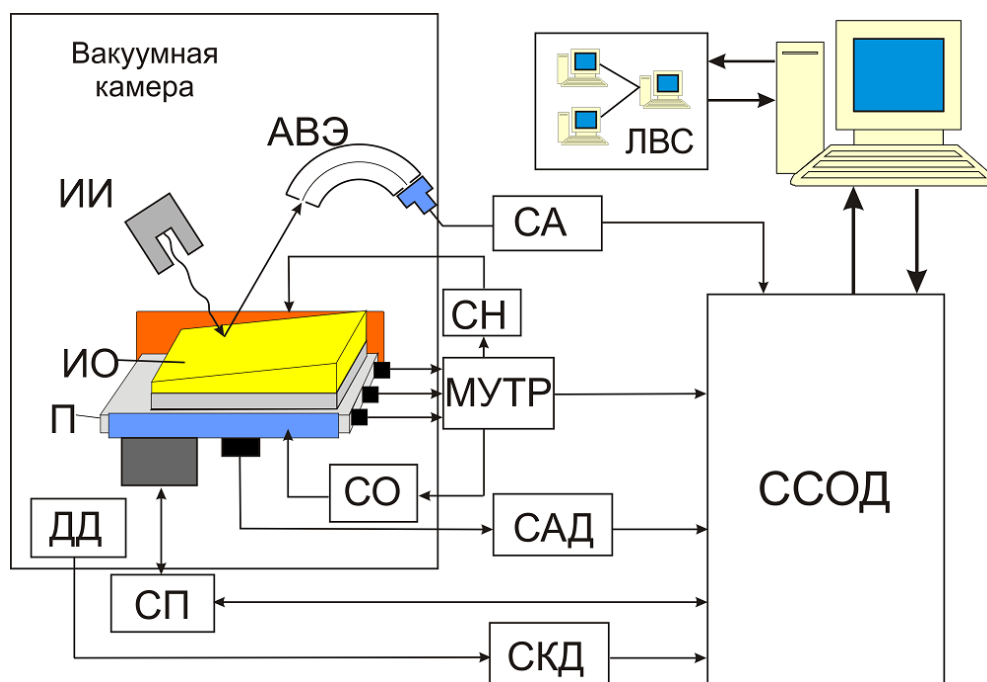 Вакуумная
камера
АВЭ
ИИ
ЛВС
СА
СН
ИО
МУТР
П
СО
ССОД
ДД
САД
СП
СКД